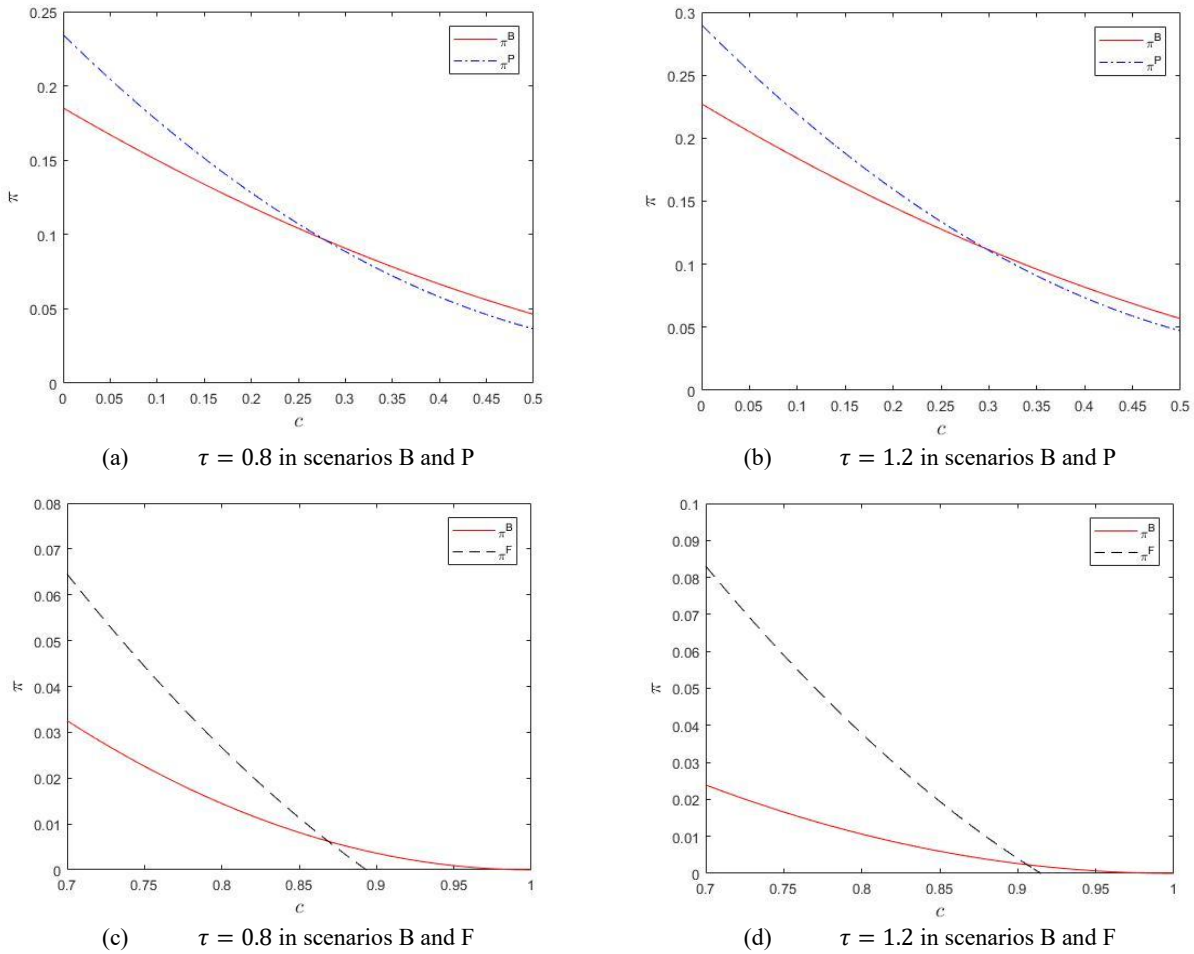 0.25
0.2
0.15
0.1
0.05
0
π
0 0.05 0.1 0.15 0.2 0.25 0.3 0.35 0.4 0.45 0.5
c
π^B
π^P
(a) τ = 0.8 in scenarios B and P
0.3
0.25
0.2
0.15
0.1
0.05
0
π
0 0.05 0.1 0.15 0.2 0.25 0.3 0.35 0.4 0.45 0.5
c
π^B
π^P
(b) τ = 1.2 in scenarios B and P
0.08
0.07
0.06
0.05
0.04
0.03
0.02
0.01
0
π
0.7 0.75 0.8 0.85 0.9 0.95 1
c
π^B
π^F
(c) τ = 0.8 in scenarios B and F
0.1
0.09
0.08
0.07
0.06
0.05
0.04
0.03
0.02
0.01
0
π
0.7 0.75 0.8 0.85 0.9 0.95 1
c
π^B
π^F
(d) τ = 1.2 in scenarios B and F